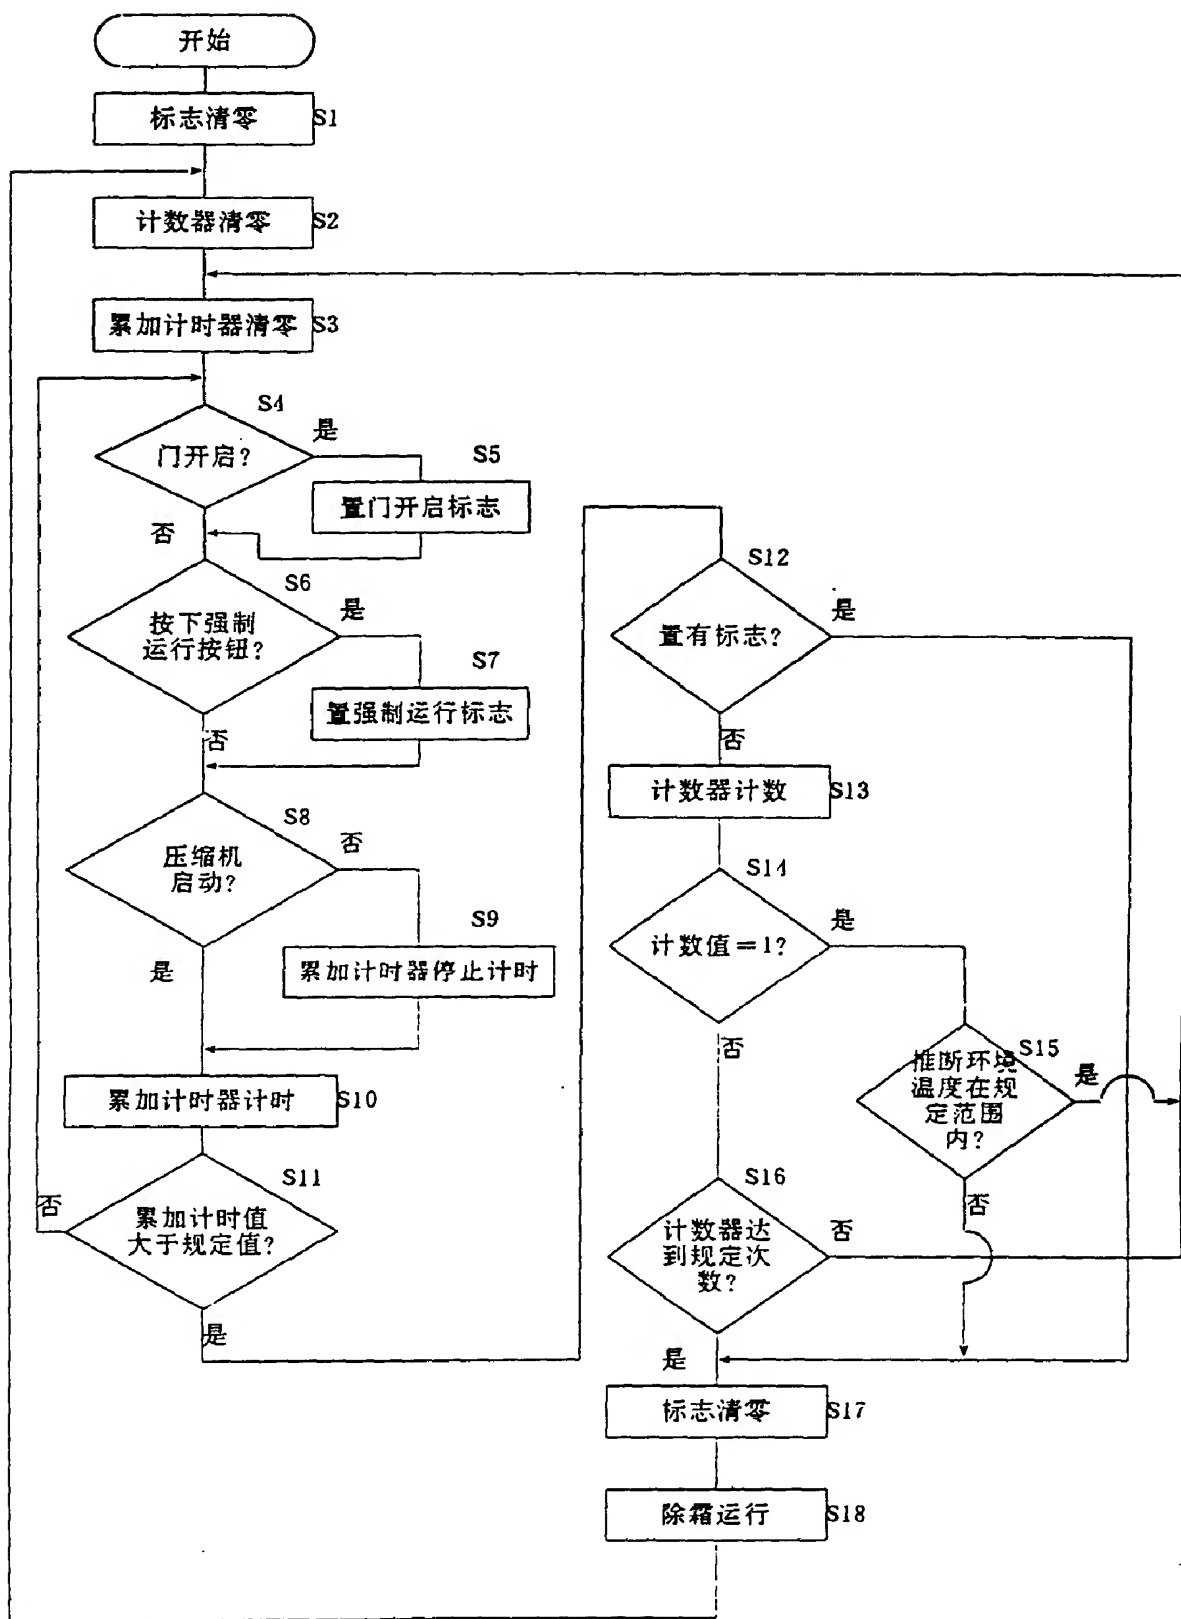 开始
标志清零 S1
计数器清零 S2
累加计时器清零 S3
S4
门开启?
是
S5
置门开启标志
否
S6
按下强制
运行按钮?
是
S7
置强制运行标志
否
S8
压缩机
启动?
否
S9
累加计时器停止计时
是
累加计时器计时 S10
S11
累加计时值
大于规定值?
否
是
S12
置有标志?
是
否
计数器计数 S13
S14
计数值=1?
是
否
S15
推断环境
温度在规
定范围
内?
是
否
S16
计数器达
到规定次
数?
否
是
标志清零 S17
除霜运行 S18